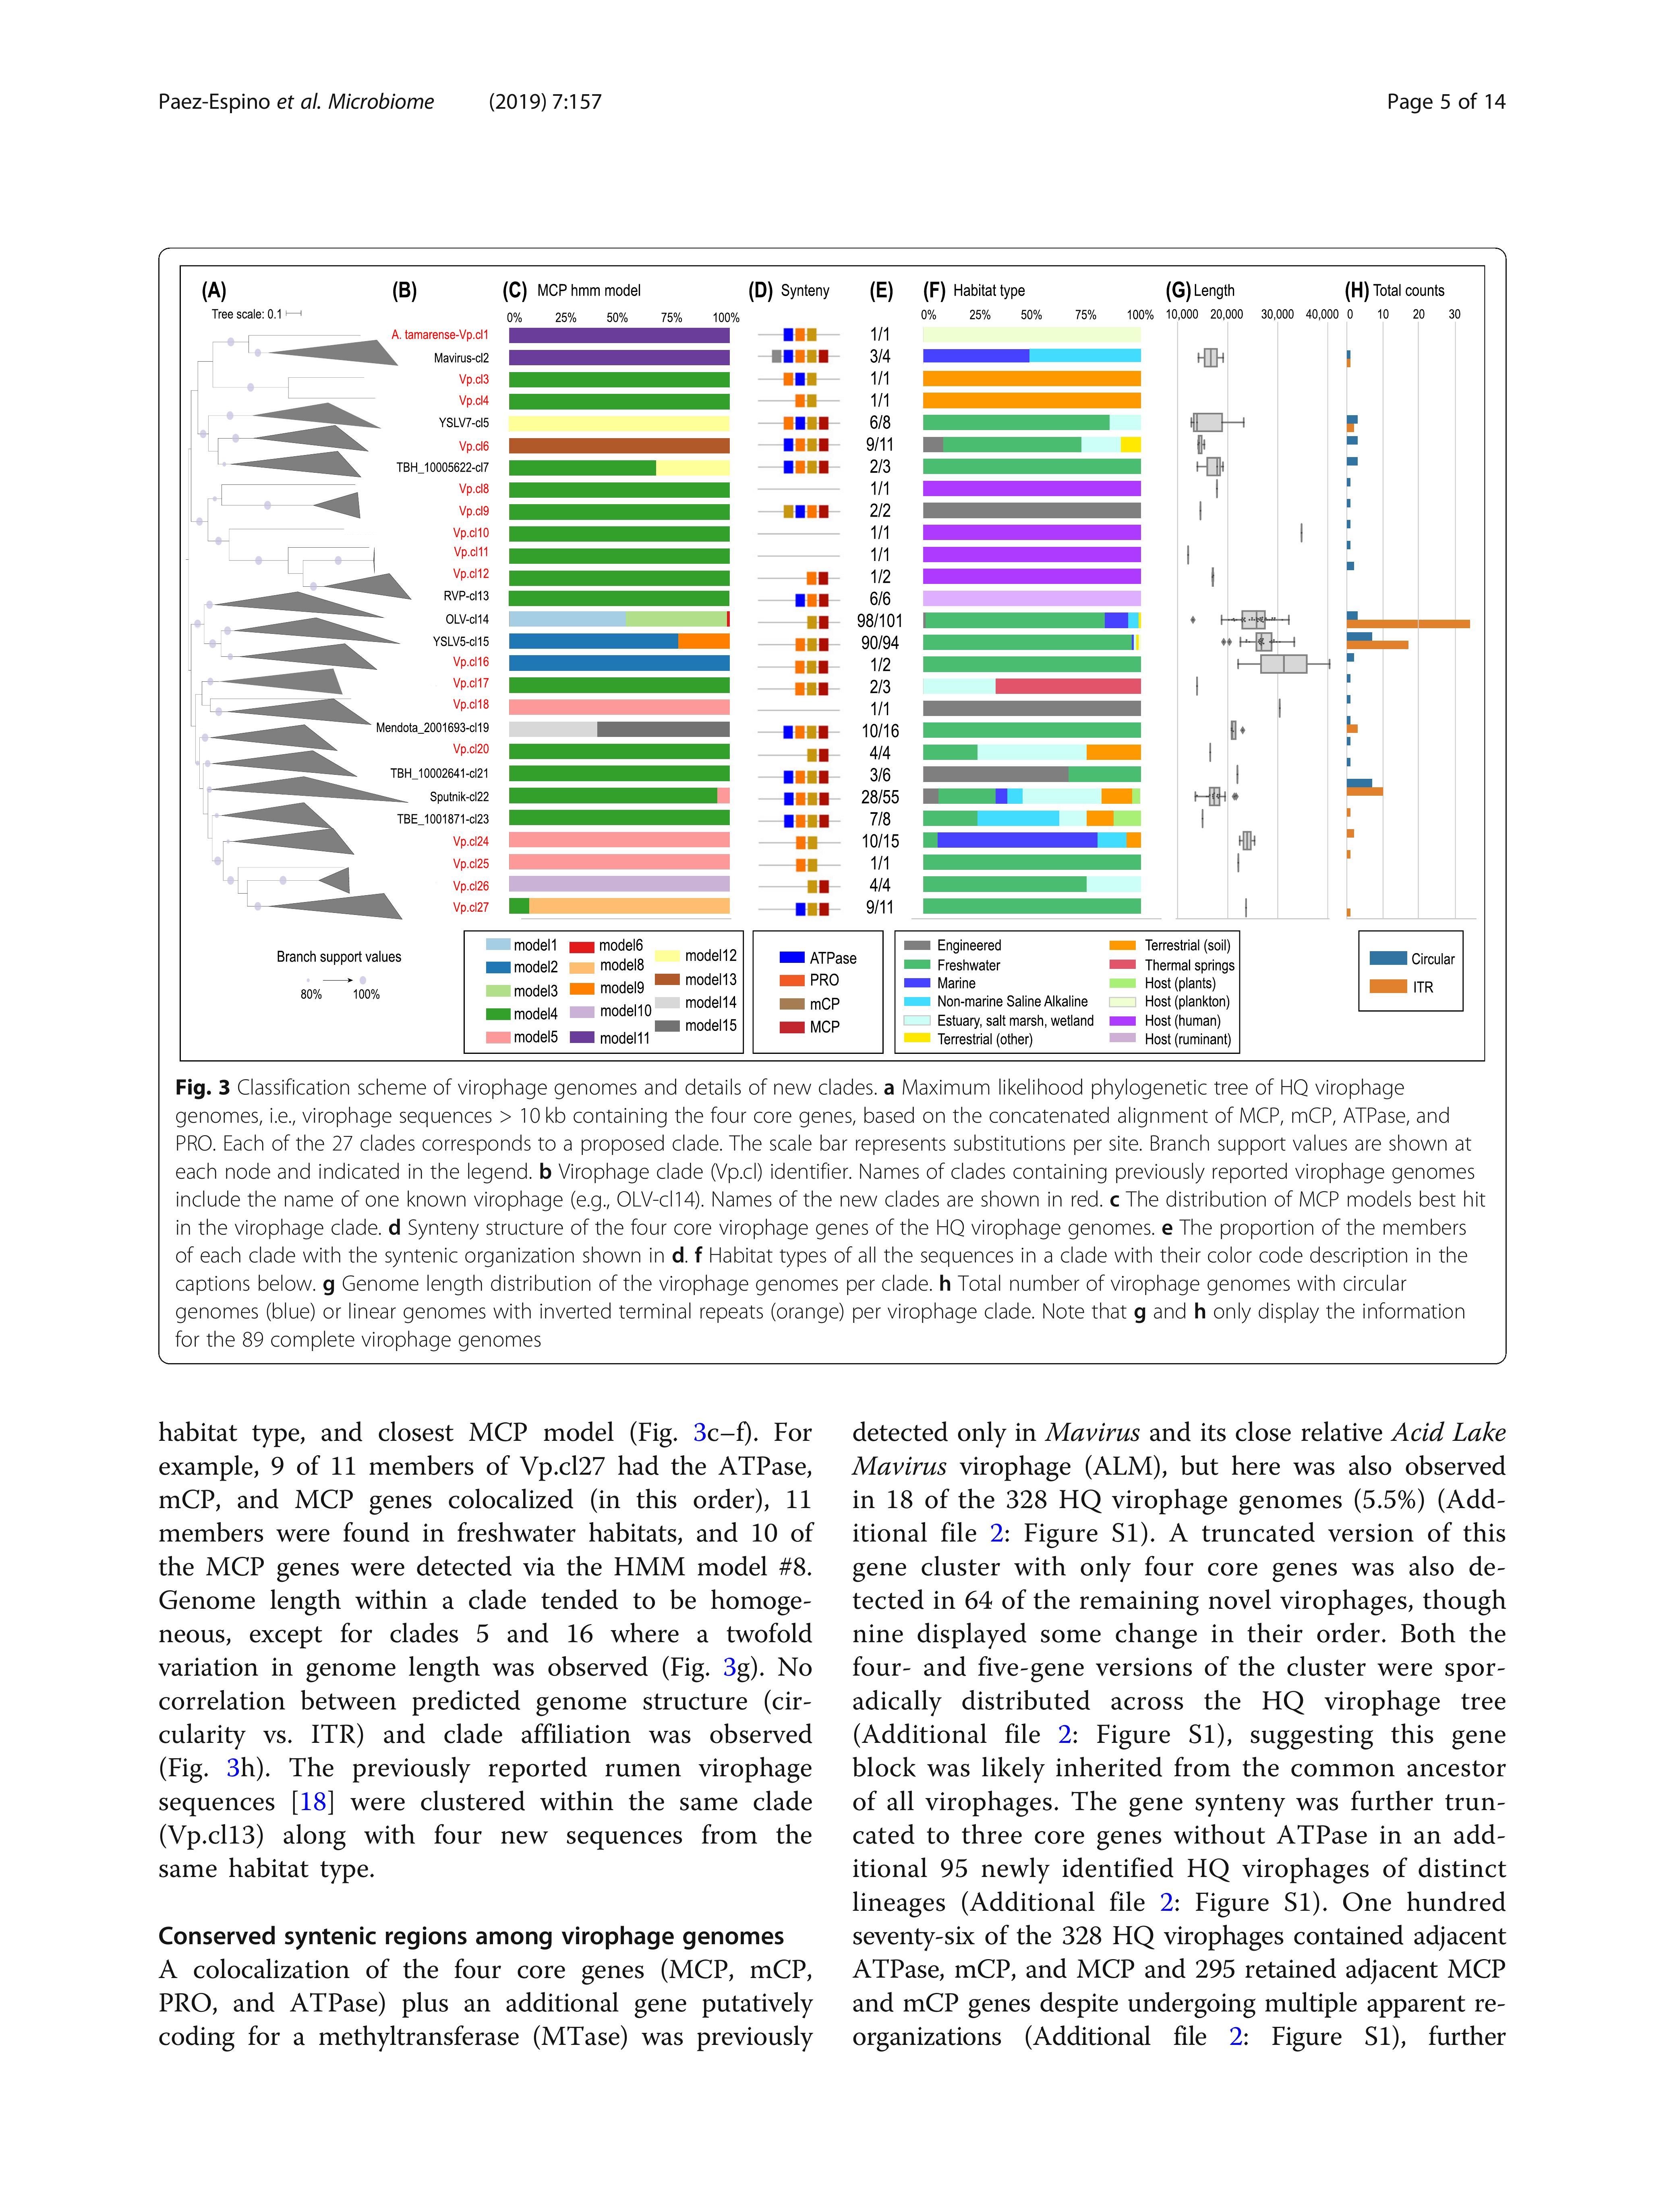 Paez-Espino et al. Microbiome (2019) 7:157 Page 5 of 14
(A) (B) (C) MCP hmm model (D) Synteny (E) (F) Habitat type (G) Length (H) Total counts
Tree scale: 0.1
0% 25% 50% 75% 100% 0% 25% 50% 75% 100% 10,000 20,000 30,000 40,000 0 10 20 30
A. tamarense-Vp.cl1 1/1
Mavirus-cl2 3/4
Vp.cl3 1/1
Vp.cl4 1/1
YSLV7-cl5 6/8
Vp.cl6 9/11
TBH_10005622-cl7 2/3
Vp.cl8 1/1
Vp.cl9 2/2
Vp.cl10 1/1
Vp.cl11 1/1
Vp.cl12 1/2
RVP-cl13 6/6
OLV-cl14 98/101
YSLV5-cl15 90/94
Vp.cl16 1/2
Vp.cl17 2/3
Vp.cl18 1/1
Mendota_2001693-cl19 10/16
Vp.cl20 4/4
TBH_10002641-cl21 3/6
Sputnik-cl22 28/55
TBE_1001871-cl23 7/8
Vp.cl24 10/15
Vp.cl25 1/1
Vp.cl26 4/4
Vp.cl27 9/11
Branch support values
80% 100%
model1
model2
model3
model4
model5
model6
model8
model9
model10
model11
model12
model13
model14
model15
ATPase
PRO
mCP
MCP
Engineered
Freshwater
Marine
Non-marine Saline Alkaline
Estuary, salt marsh, wetland
Terrestrial (other)
Terrestrial (soil)
Thermal springs
Host (plants)
Host (plankton)
Host (human)
Host (ruminant)
Circular
ITR
Fig. 3 Classification scheme of virophage genomes and details of new clades. a Maximum likelihood phylogenetic tree of HQ virophage
genomes, i.e., virophage sequences > 10 kb containing the four core genes, based on the concatenated alignment of MCP, mCP, ATPase, and
PRO. Each of the 27 clades corresponds to a proposed clade. The scale bar represents substitutions per site. Branch support values are shown at
each node and indicated in the legend. b Virophage clade (Vp.cl) identifier. Names of clades containing previously reported virophage genomes
include the name of one known virophage (e.g., OLV-cl14). Names of the new clades are shown in red. c The distribution of MCP models best hit
in the virophage clade. d Synteny structure of the four core virophage genes of the HQ virophage genomes. e The proportion of the members
of each clade with the syntenic organization shown in d. f Habitat types of all the sequences in a clade with their color code description in the
captions below. g Genome length distribution of the virophage genomes per clade. h Total number of virophage genomes with circular
genomes (blue) or linear genomes with inverted terminal repeats (orange) per virophage clade. Note that g and h only display the information
for the 89 complete virophage genomes
habitat type, and closest MCP model (Fig. 3c–f). For
example, 9 of 11 members of Vp.cl27 had the ATPase,
mCP, and MCP genes colocalized (in this order), 11
members were found in freshwater habitats, and 10 of
the MCP genes were detected via the HMM model #8.
Genome length within a clade tended to be homoge-
neous, except for clades 5 and 16 where a twofold
variation in genome length was observed (Fig. 3g). No
correlation between predicted genome structure (cir-
cularity vs. ITR) and clade affiliation was observed
(Fig. 3h). The previously reported rumen virophage
sequences [18] were clustered within the same clade
(Vp.cl13) along with four new sequences from the
same habitat type.
Conserved syntenic regions among virophage genomes
A colocalization of the four core genes (MCP, mCP,
PRO, and ATPase) plus an additional gene putatively
coding for a methyltransferase (MTase) was previously
detected only in Mavirus and its close relative Acid Lake
Mavirus virophage (ALM), but here was also observed
in 18 of the 328 HQ virophage genomes (5.5%) (Add-
itional file 2: Figure S1). A truncated version of this
gene cluster with only four core genes was also de-
tected in 64 of the remaining novel virophages, though
nine displayed some change in their order. Both the
four- and five-gene versions of the cluster were spor-
adically distributed across the HQ virophage tree
(Additional file 2: Figure S1), suggesting this gene
block was likely inherited from the common ancestor
of all virophages. The gene synteny was further trun-
cated to three core genes without ATPase in an add-
itional 95 newly identified HQ virophages of distinct
lineages (Additional file 2: Figure S1). One hundred
seventy-six of the 328 HQ virophages contained adjacent
ATPase, mCP, and MCP and 295 retained adjacent MCP
and mCP genes despite undergoing multiple apparent re-
organizations (Additional file 2: Figure S1), further